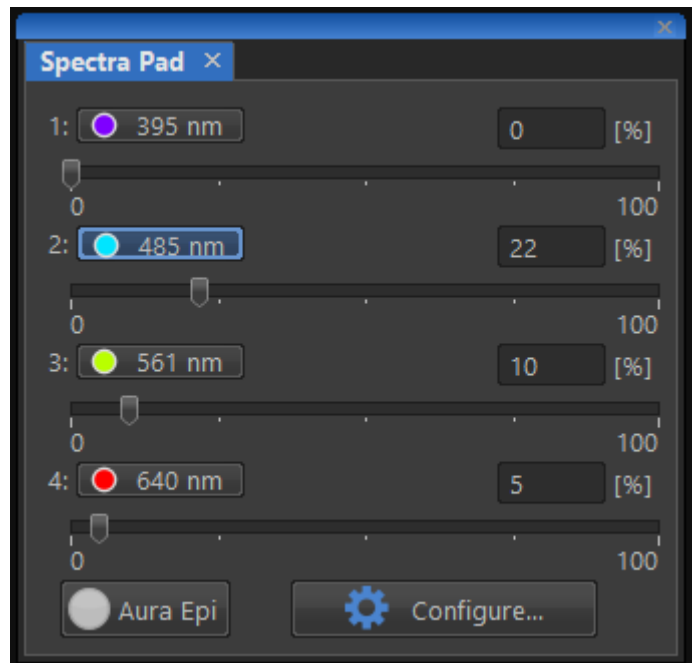 Spectra Pad
1: 395 nm 0 [%]
0 100
2: 485 nm 22 [%]
0 100
3: 561 nm 10 [%]
0 100
4: 640 nm 5 [%]
0 100
Aura Epi Configure...